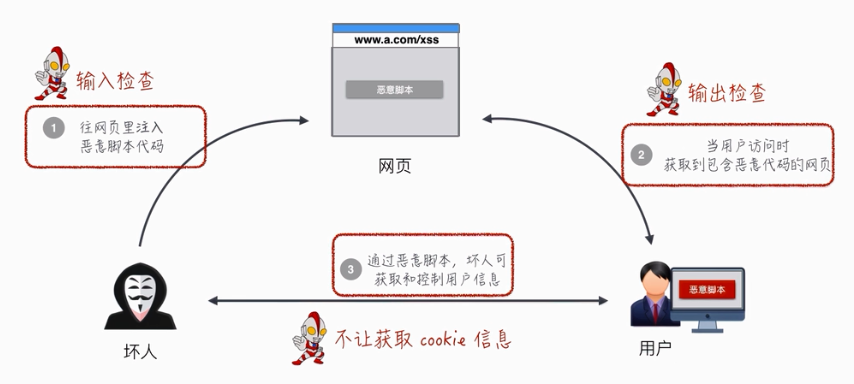 www.a.com/xss
恶意脚本
网页
输入检查
1
往网页里注入
恶意脚本代码
输出检查
2
当用户访问时
获取到包含恶意代码的网页
3
通过恶意脚本，坏人可
获取和控制用户信息
恶意脚本
不让获取 cookie 信息
坏人
用户